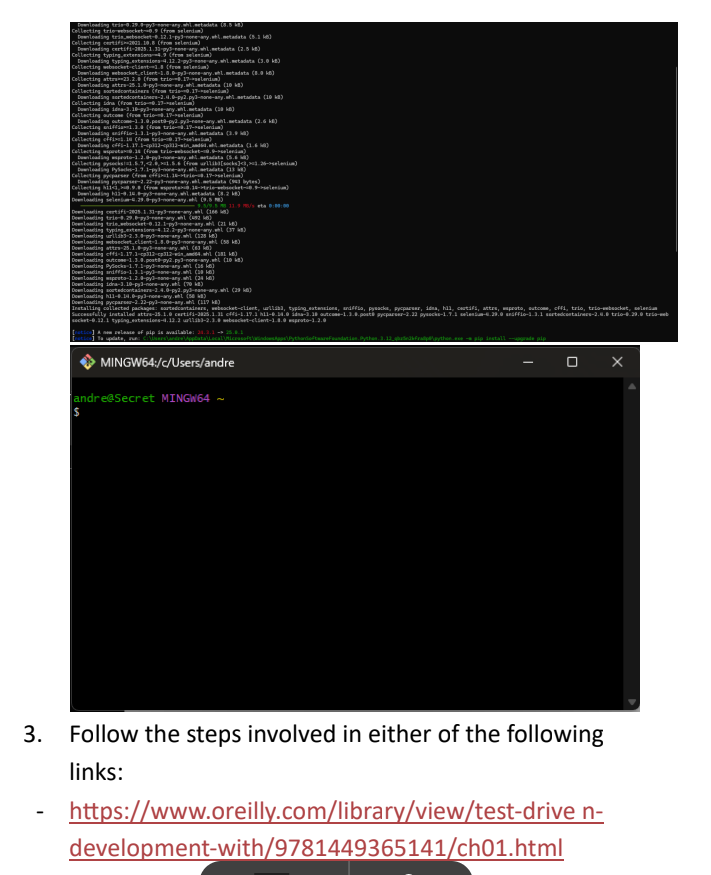 Downloading trio-0.29.0-py3-none-any.whl.metadata (8.5 kB)
Collecting trio-websocket~=0.9 (from selenium)
Downloading trio_websocket-0.12.1-py3-none-any.whl.metadata (5.1 kB)
Collecting certifi>=2021.10.8 (from selenium)
Downloading certifi-2025.1.31-py3-none-any.whl.metadata (2.5 kB)
Collecting typing_extensions~=4.9 (from selenium)
Downloading typing_extensions-4.12.2-py3-none-any.whl.metadata (3.0 kB)
Collecting websocket-client~=1.8 (from selenium)
Downloading websocket_client-1.8.0-py3-none-any.whl.metadata (8.0 kB)
Collecting attrs>=23.2.0 (from trio~=0.17->selenium)
Downloading attrs-25.1.0-py3-none-any.whl.metadata (10 kB)
Collecting sortedcontainers (from trio~=0.17->selenium)
Downloading sortedcontainers-2.4.0-py2.py3-none-any.whl.metadata (10 kB)
Collecting idna (from trio~=0.17->selenium)
Downloading idna-3.10-py3-none-any.whl.metadata (10 kB)
Collecting outcome (from trio~=0.17->selenium)
Downloading outcome-1.3.0.post0-py2.py3-none-any.whl.metadata (2.6 kB)
Collecting sniffio>=1.3.0 (from trio~=0.17->selenium)
Downloading sniffio-1.3.1-py3-none-any.whl.metadata (3.9 kB)
Collecting cffi>=1.14 (from trio~=0.17->selenium)
Downloading cffi-1.17.1-cp312-cp312-win_amd64.whl.metadata (1.6 kB)
Collecting wsproto>=0.14 (from trio-websocket~=0.9->selenium)
Downloading wsproto-1.2.0-py3-none-any.whl.metadata (5.6 kB)
Collecting pysocks!=1.5.7,<2.0,>=1.5.6 (from urllib3[socks]<3,>=1.26->selenium)
Downloading PySocks-1.7.1-py3-none-any.whl.metadata (13 kB)
Collecting pycparser (from cffi>=1.14->trio~=0.17->selenium)
Downloading pycparser-2.22-py3-none-any.whl.metadata (943 bytes)
Collecting h11<1,>=0.9.0 (from wsproto>=0.14->trio-websocket~=0.9->selenium)
Downloading h11-0.14.0-py3-none-any.whl.metadata (8.2 kB)
Downloading selenium-4.29.0-py3-none-any.whl (9.5 MB)
9.5/9.5 MB 11.9 MB/s eta 0:00:00
Downloading certifi-2025.1.31-py3-none-any.whl (166 kB)
Downloading trio-0.29.0-py3-none-any.whl (492 kB)
Downloading trio_websocket-0.12.1-py3-none-any.whl (21 kB)
Downloading typing_extensions-4.12.2-py3-none-any.whl (37 kB)
Downloading urllib3-2.3.0-py3-none-any.whl (128 kB)
Downloading websocket_client-1.8.0-py3-none-any.whl (58 kB)
Downloading attrs-25.1.0-py3-none-any.whl (63 kB)
Downloading cffi-1.17.1-cp312-cp312-win_amd64.whl (181 kB)
Downloading outcome-1.3.0.post0-py2.py3-none-any.whl (10 kB)
Downloading PySocks-1.7.1-py3-none-any.whl (16 kB)
Downloading sniffio-1.3.1-py3-none-any.whl (10 kB)
Downloading wsproto-1.2.0-py3-none-any.whl (24 kB)
Downloading idna-3.10-py3-none-any.whl (70 kB)
Downloading sortedcontainers-2.4.0-py2.py3-none-any.whl (29 kB)
Downloading h11-0.14.0-py3-none-any.whl (58 kB)
Downloading pycparser-2.22-py3-none-any.whl (117 kB)
Installing collected packages: sortedcontainers, websocket-client, urllib3, typing_extensions, sniffio, pysocks, pycparser, idna, h11, certifi, attrs, wsproto, outcome, cffi, trio, trio-websocket, selenium
Successfully installed attrs-25.1.0 certifi-2025.1.31 cffi-1.17.1 h11-0.14.0 idna-3.10 outcome-1.3.0.post0 pycparser-2.22 pysocks-1.7.1 selenium-4.29.0 sniffio-1.3.1 sortedcontainers-2.4.0 trio-0.29.0 trio-web
socket-0.12.1 typing_extensions-4.12.2 urllib3-2.3.0 websocket-client-1.8.0 wsproto-1.2.0
[notice] A new release of pip is available: -> 25.0.1
[notice] To update, run: -m pip install --upgrade pip
MINGW64:/c/Users/andre
andre@Secret MINGW64 ~
$
3. Follow the steps involved in either of the following
links:
- https://www.oreilly.com/library/view/test-drive n-
development-with/9781449365141/ch01.html